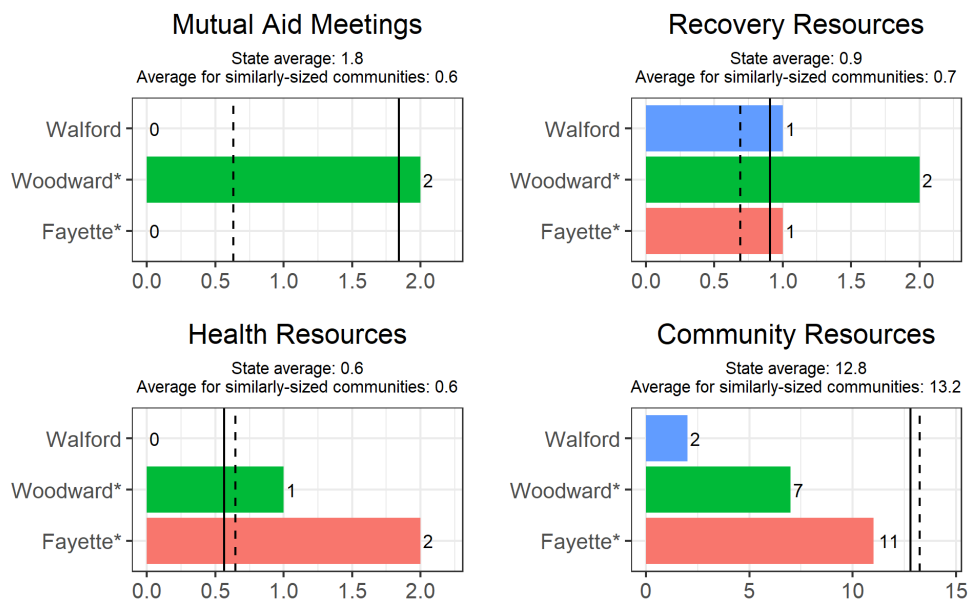 Mutual Aid Meetings
State average: 1.8
Average for similarly-sized communities: 0.6
Walford
0
Woodward*
2
Fayette*
0
0.0 0.5 1.0 1.5 2.0
Recovery Resources
State average: 0.9
Average for similarly-sized communities: 0.7
Walford
1
Woodward*
2
Fayette*
1
0.0 0.5 1.0 1.5 2.0
Health Resources
State average: 0.6
Average for similarly-sized communities: 0.6
Walford
0
Woodward*
1
Fayette*
2
0.0 0.5 1.0 1.5 2.0
Community Resources
State average: 12.8
Average for similarly-sized communities: 13.2
Walford
2
Woodward*
7
Fayette*
11
0 5 10 15